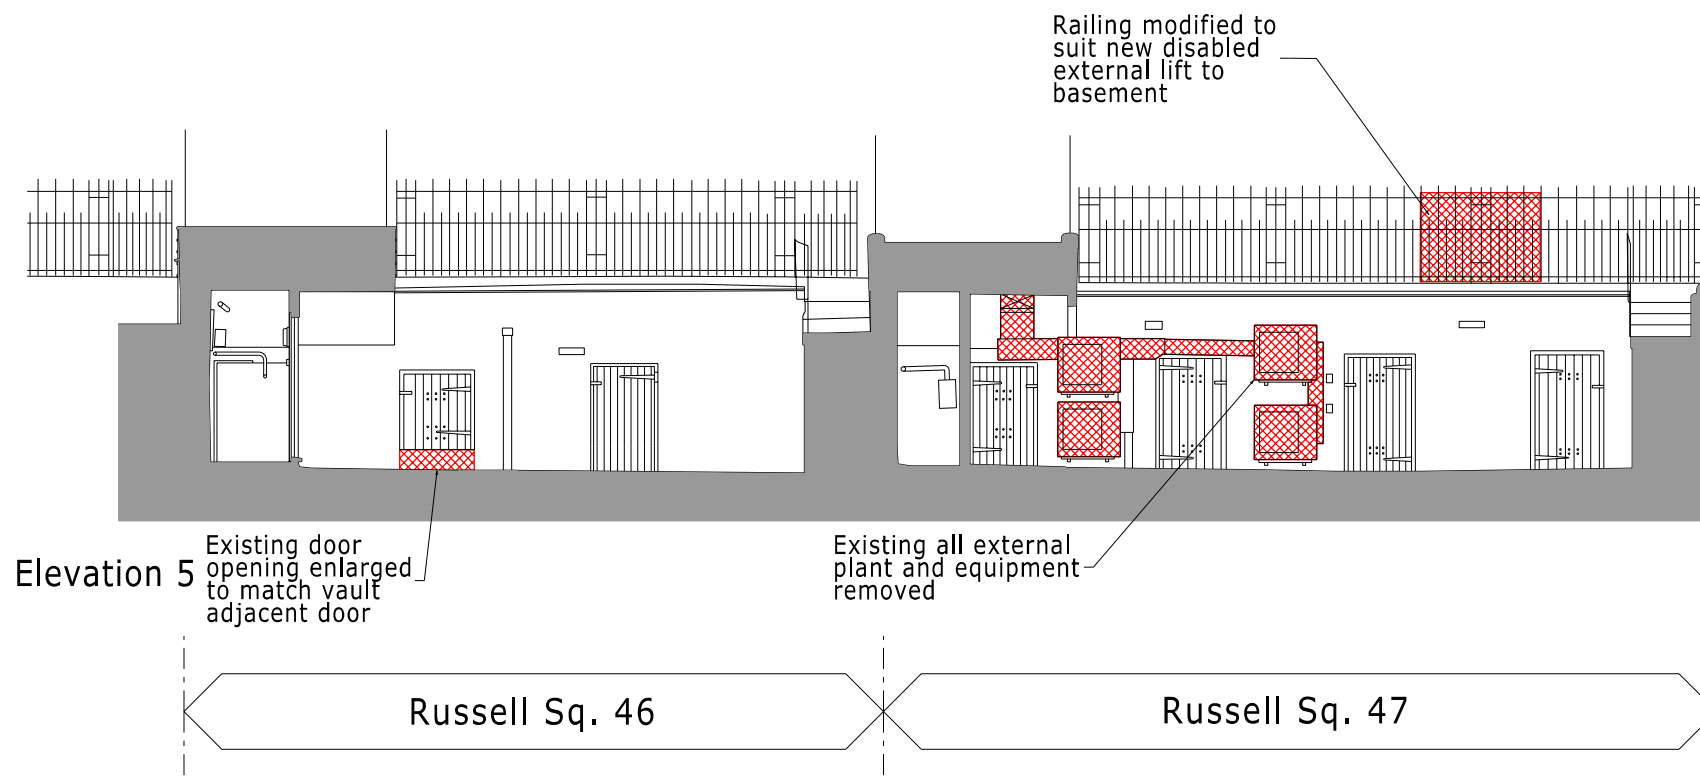 Railing modified to
suit new disabled
external lift to
basement
Elevation 5
Existing door
opening enlarged
to match vault
adjacent door
Existing all external
plant and equipment
removed
Russell Sq. 46
Russell Sq. 47